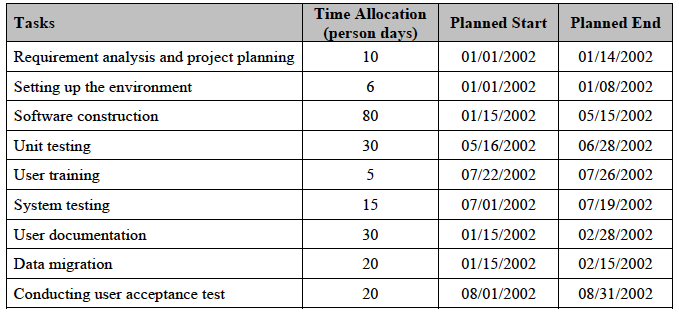 Tasks Time Allocation (person days) Planned Start Planned End
Requirement analysis and project planning 10 01/01/2002 01/14/2002
Setting up the environment 6 01/01/2002 01/08/2002
Software construction 80 01/15/2002 05/15/2002
Unit testing 30 05/16/2002 06/28/2002
User training 5 07/22/2002 07/26/2002
System testing 15 07/01/2002 07/19/2002
User documentation 30 01/15/2002 02/28/2002
Data migration 20 01/15/2002 02/15/2002
Conducting user acceptance test 20 08/01/2002 08/31/2002